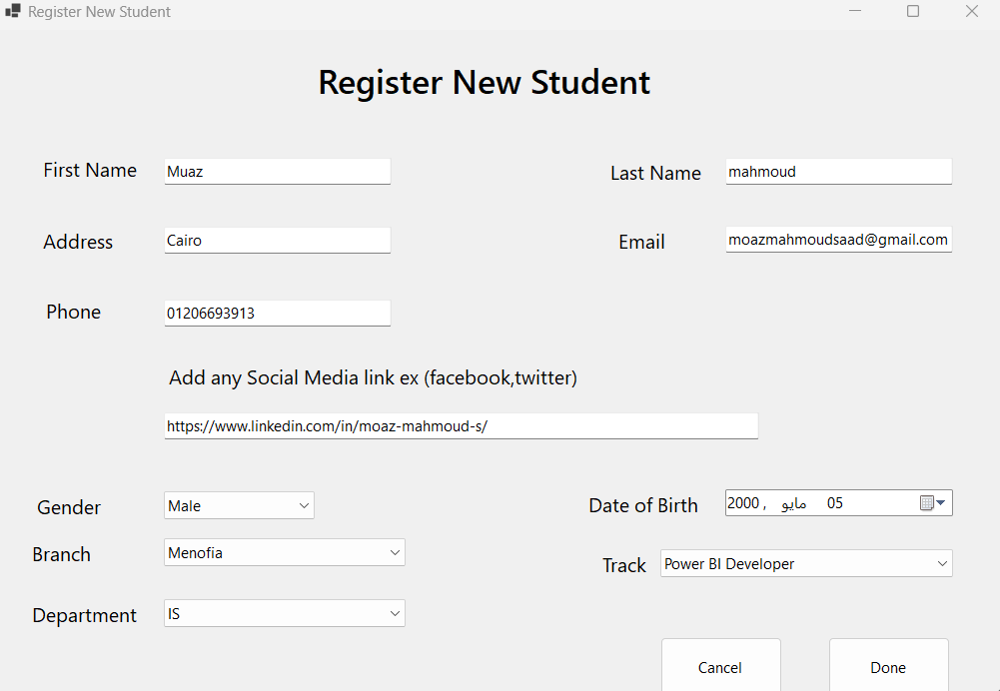 Register New Student
Register New Student
First Name Muaz Last Name mahmoud
Address Cairo Email moazmahmoudsaad@gmail.com
Phone 01206693913
Add any Social Media link ex (facebook,twitter)
https://www.linkedin.com/in/moaz-mahmoud-s/
Gender Male Date of Birth 2000 , مايو 05
Branch Menofia Track Power BI Developer
Department IS
Cancel Done